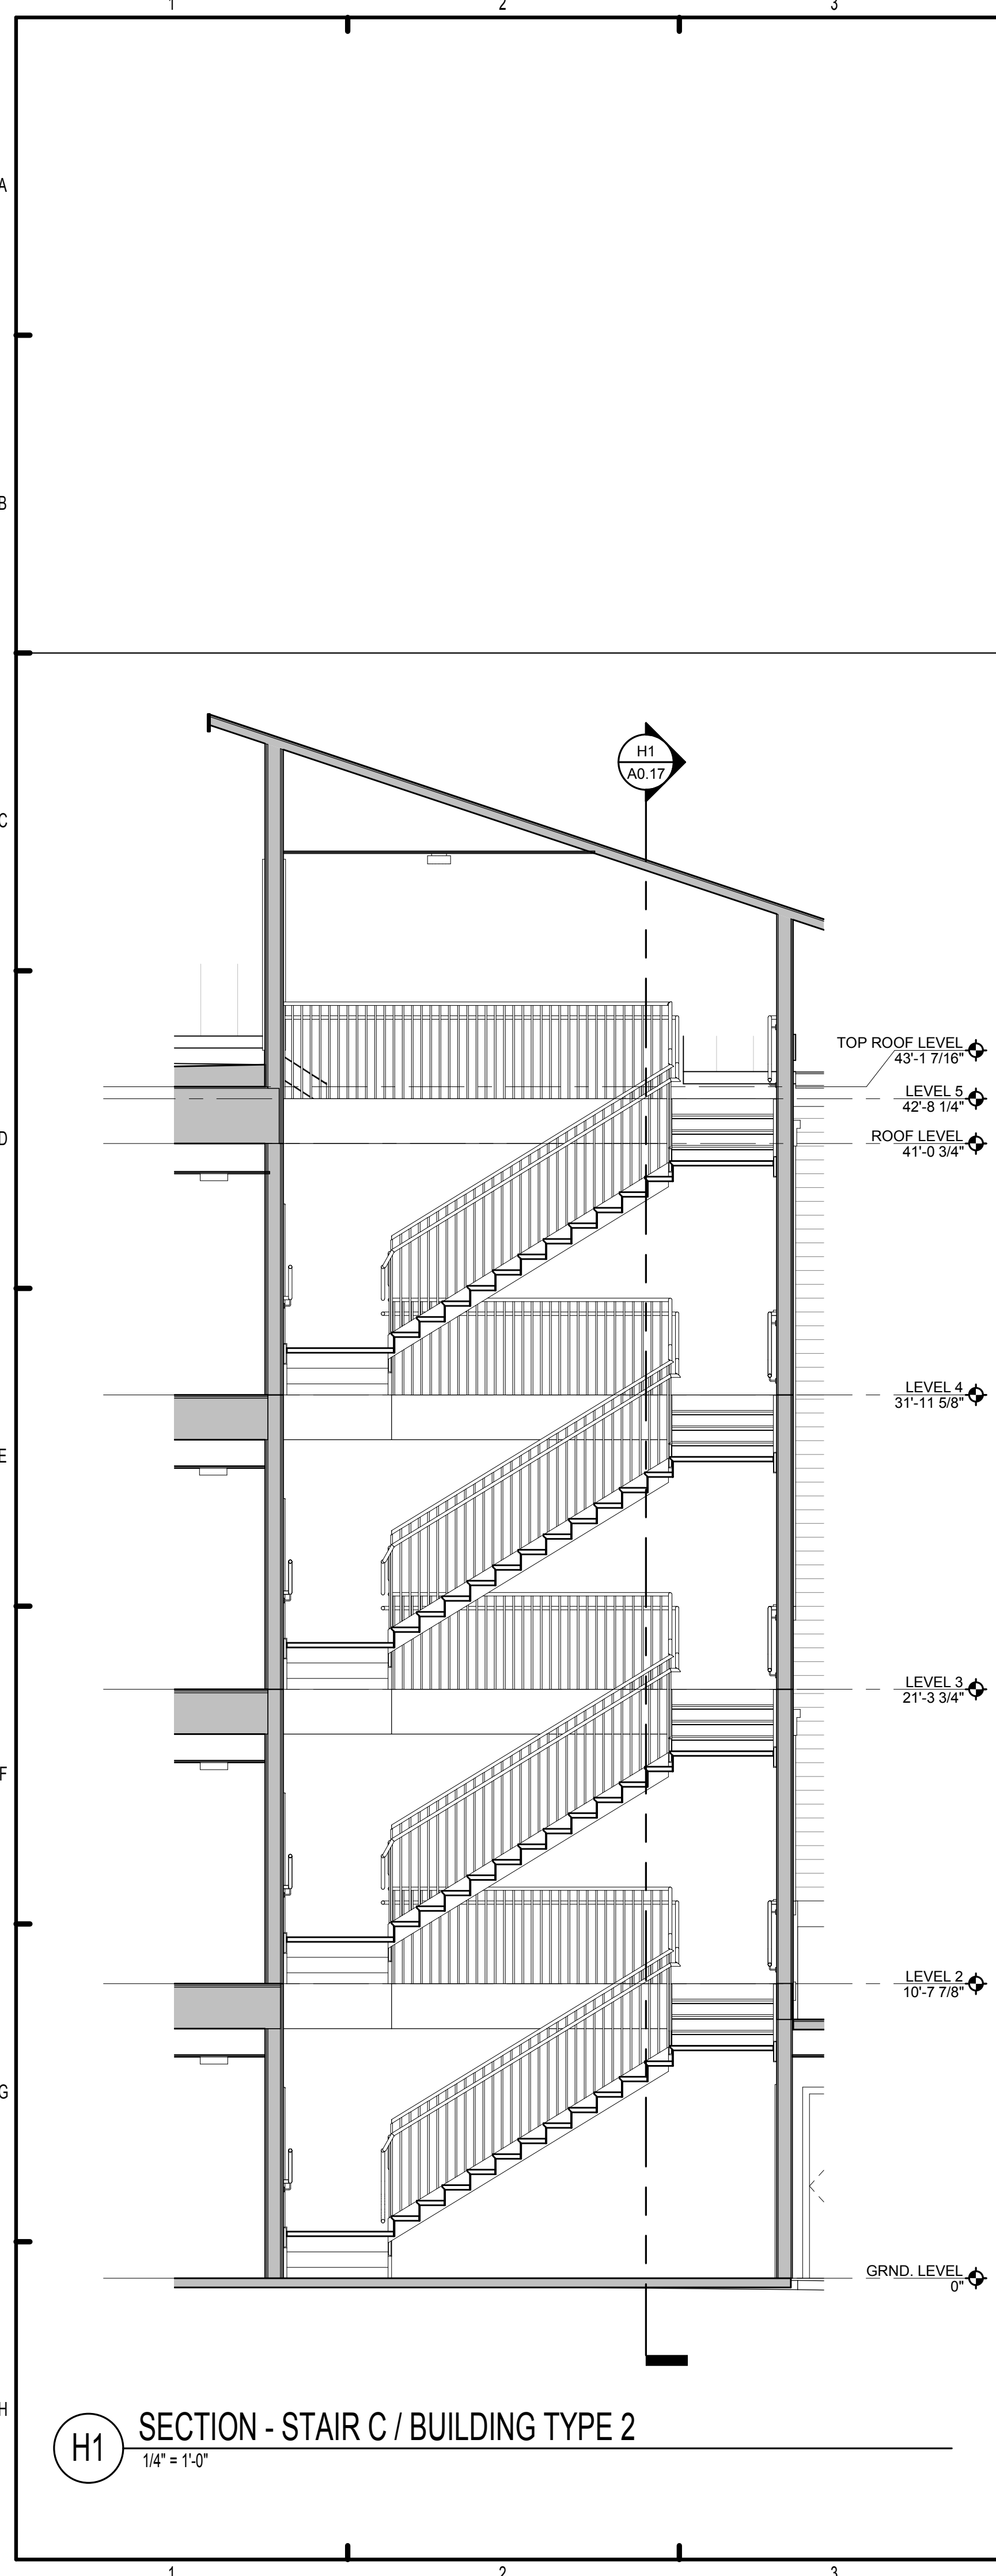 1 2 3
A
B
C
H1
A0.17
TOP ROOF LEVEL
43'-1 7/16"
LEVEL 5
42'-8 1/4"
D
ROOF LEVEL
41'-0 3/4"
LEVEL 4
31'-11 5/8"
E
LEVEL 3
21'-3 3/4"
F
LEVEL 2
10'-7 7/8"
G
GRND. LEVEL
0"
H
H1
SECTION - STAIR C / BUILDING TYPE 2
1/4" = 1'-0"
1 2 3